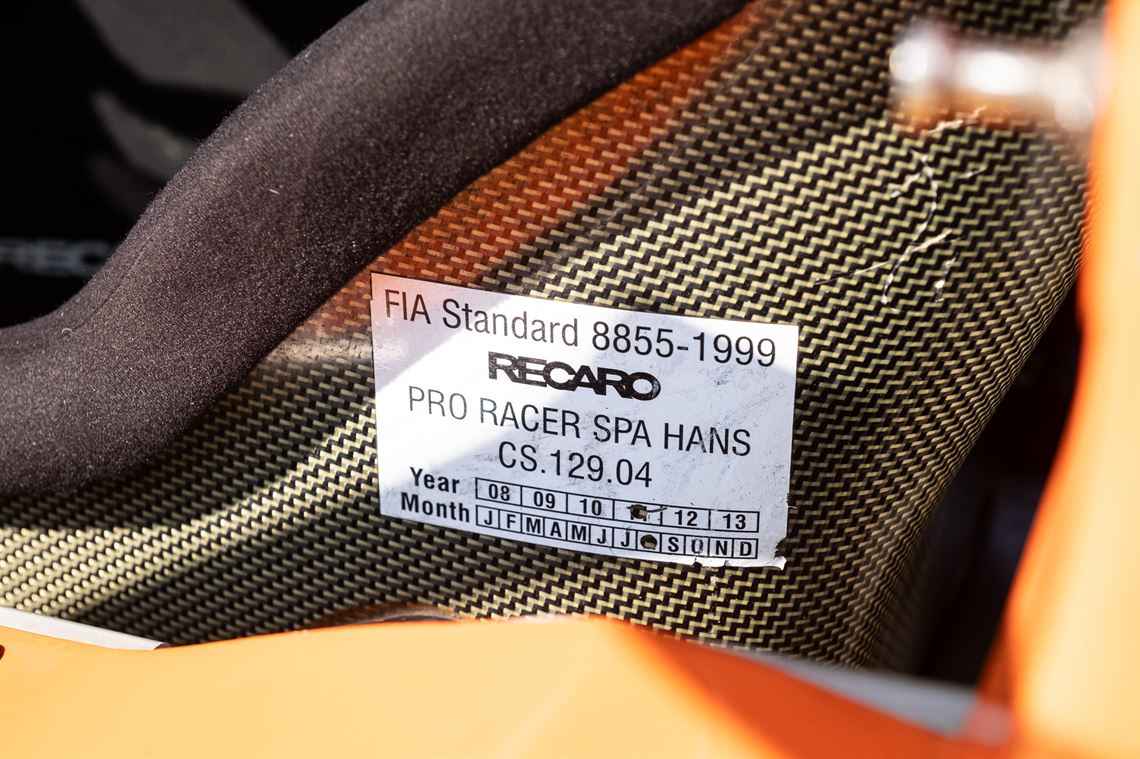 FIA Standard 8855-1999
RECARO
PRO RACER SPA HANS
CS.129.04
Year 08 09 10 12 13
Month J F M A M J J S O N D
RECARO